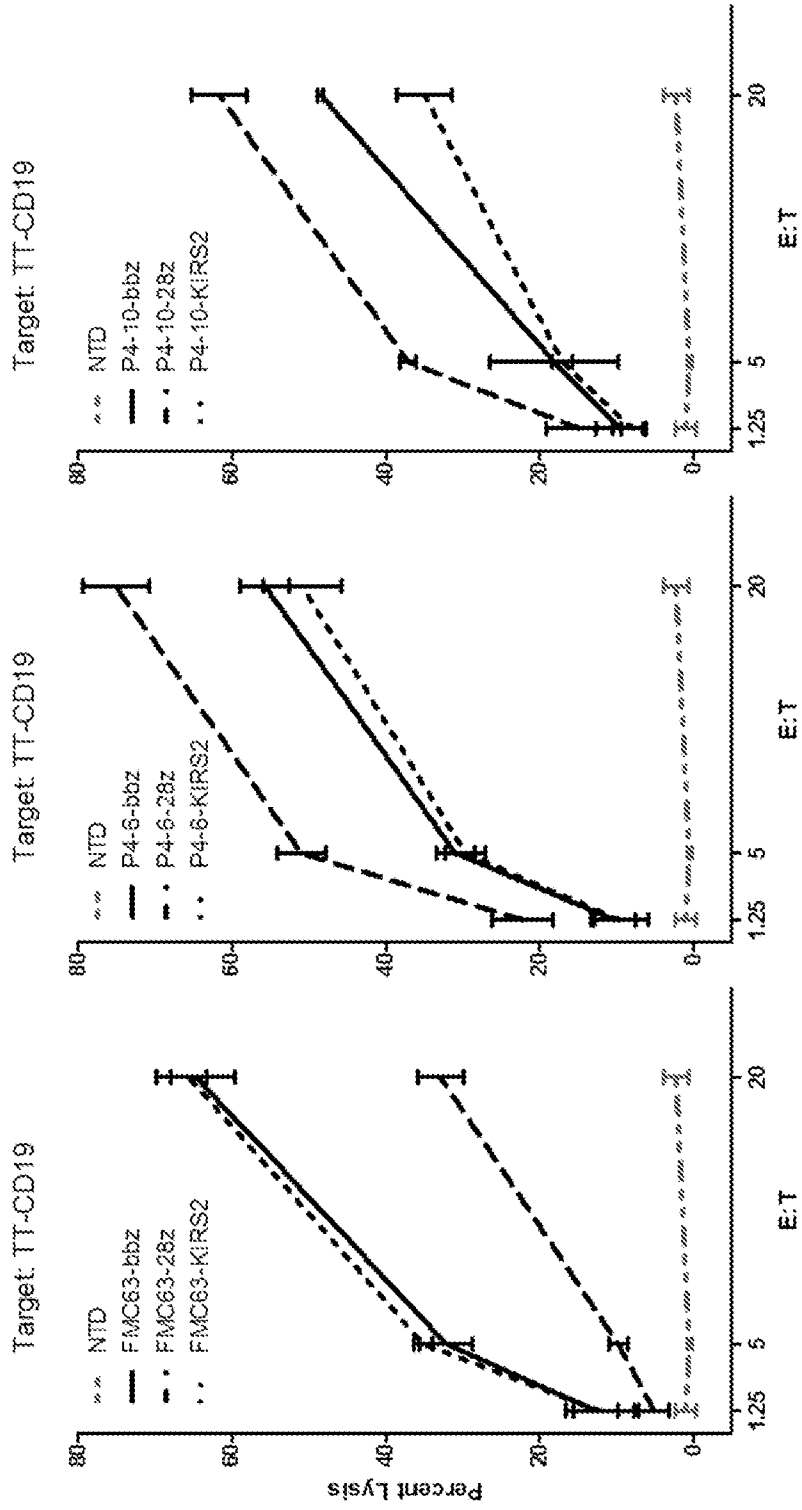 Target: TT-CD19
NTD
FMC63-bbz
FMC63-28z
FMC63-KIRS2
Percent Lysis
80
60
40
20
0
1.25
5
20
E:T
Target: TT-CD19
NTD
P4-6-bbz
P4-6-28z
P4-6-KIRS2
80
60
40
20
0
1.25
5
20
E:T
Target: TT-CD19
NTD
P4-10-bbz
P4-10-28z
P4-10-KIRS2
80
60
40
20
0
1.25
5
20
E:T